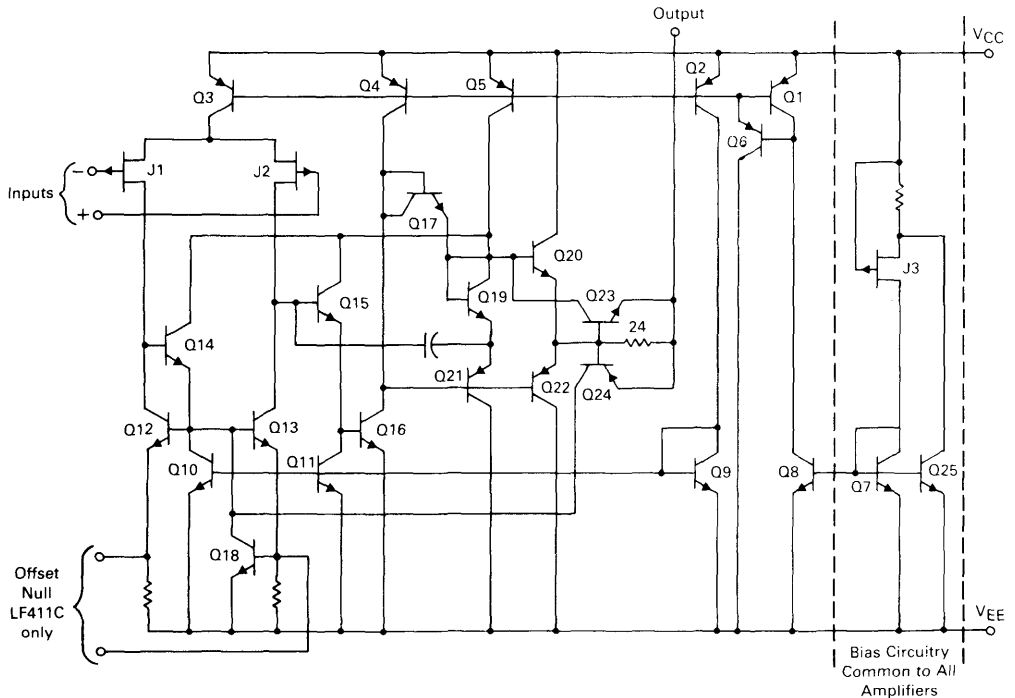 Output
VCC
Q3
Q4
Q5
Q2
Q1
Q6
−
J1
J2
Inputs
+
Q17
J3
Q20
Q15
Q19
Q23
24
Q14
Q21
Q22
Q24
Q12
Q13
Q16
Q10
Q11
Q9
Q8
Q7
Q25
Q18
Offset
Null
LF411C
only
VEE
Bias Circuitry
Common to All
Amplifiers